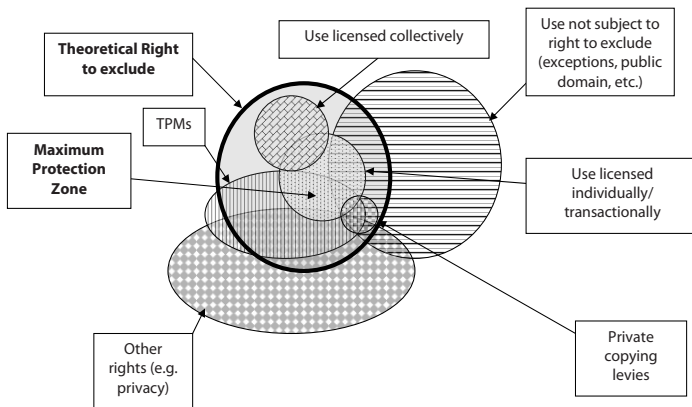 Theoretical Right
to exclude
Use licensed collectively
Use not subject to
right to exclude
(exceptions, public
domain, etc.)
TPMs
Maximum
Protection
Zone
Use licensed
individually/
transactionally
Other
rights (e.g.
privacy)
Private
copying
levies